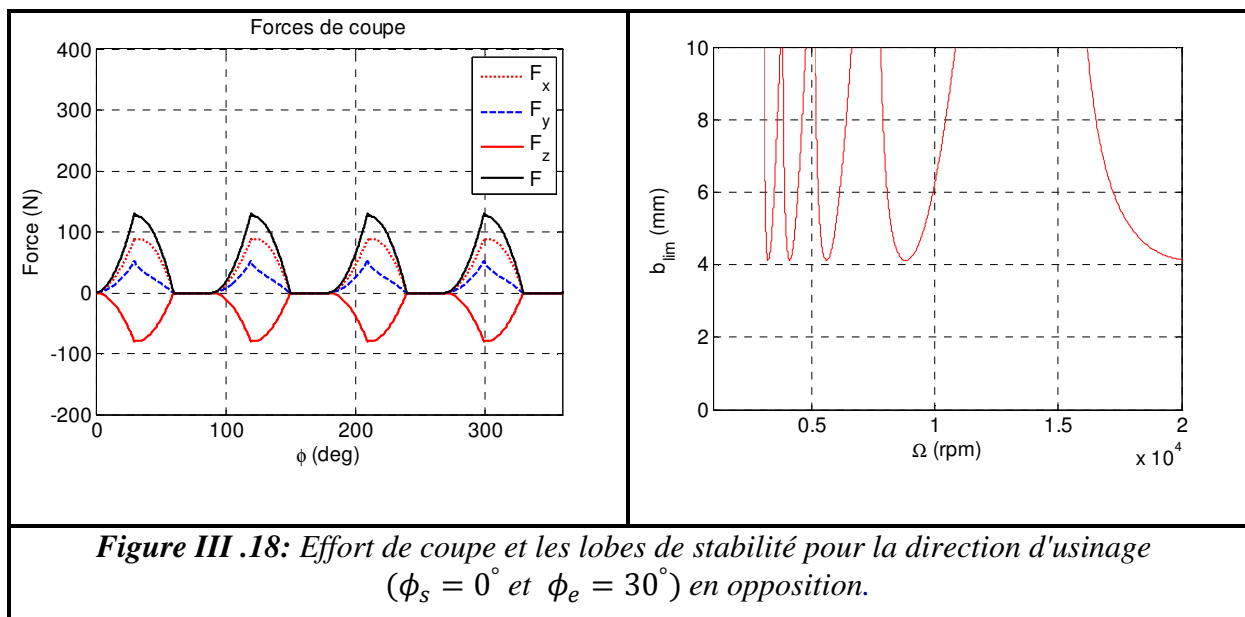 Forces de coupe
400
300
200
100
0
-100
-200
Force (N)
0
100
200
300
ϕ (deg)
F_x
F_y
F_z
F
10
8
6
4
2
0
b_lim (mm)
0.5
1
1.5
2
x 10^4
Ω (rpm)
Figure III .18: Effort de coupe et les lobes de stabilité pour la direction d'usinage
(ϕ_s = 0° et ϕ_e = 30°) en opposition.